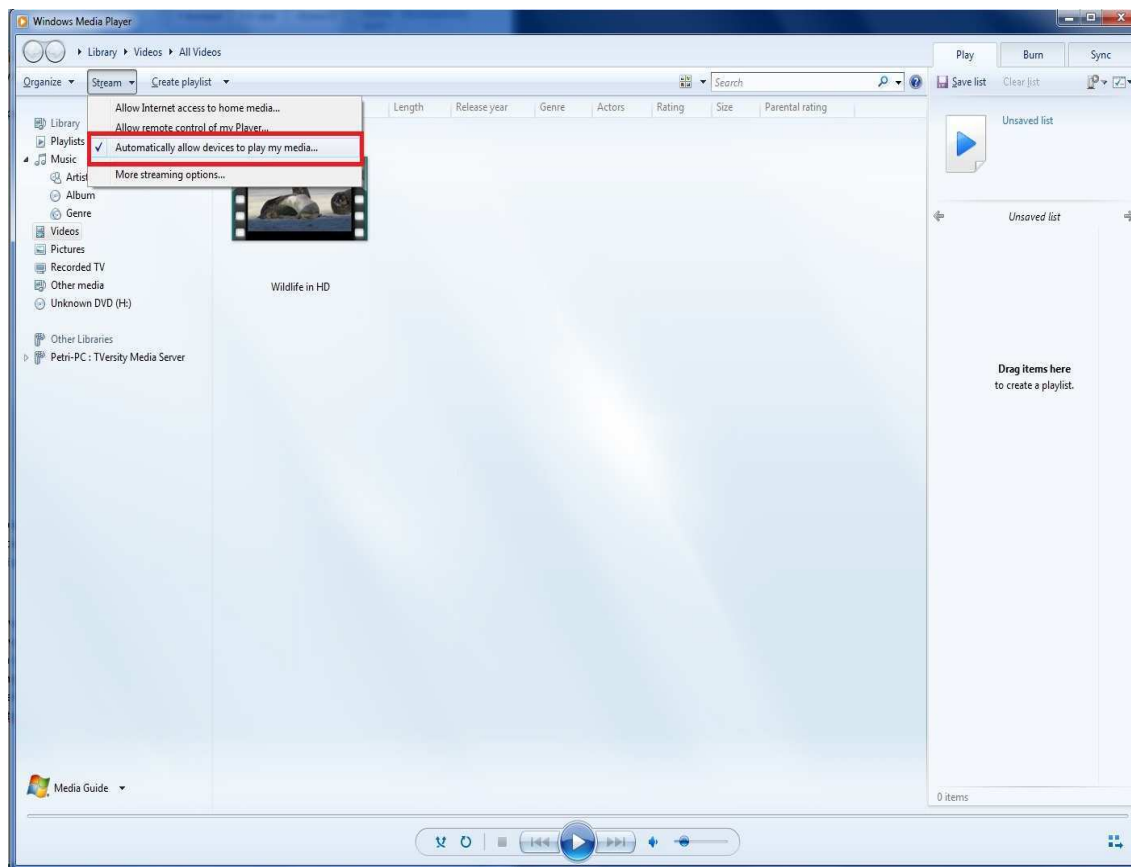 Windows Media Player
Library ▸ Videos ▸ All Videos
Play Burn Sync
Organize Stream Create playlist
Search
Save list Clear list
Allow Internet access to home media...
Allow remote control of my Player...
Automatically allow devices to play my media...
More streaming options...
Length Release year Genre Actors Rating Size Parental rating
Library
Playlists
Music
Artist
Album
Genre
Videos
Pictures
Recorded TV
Other media
Unknown DVD (H:)
Other Libraries
Petri-PC : TVersity Media Server
Wildlife in HD
Unsaved list
Unsaved list
Drag items here
to create a playlist.
Media Guide
0 items